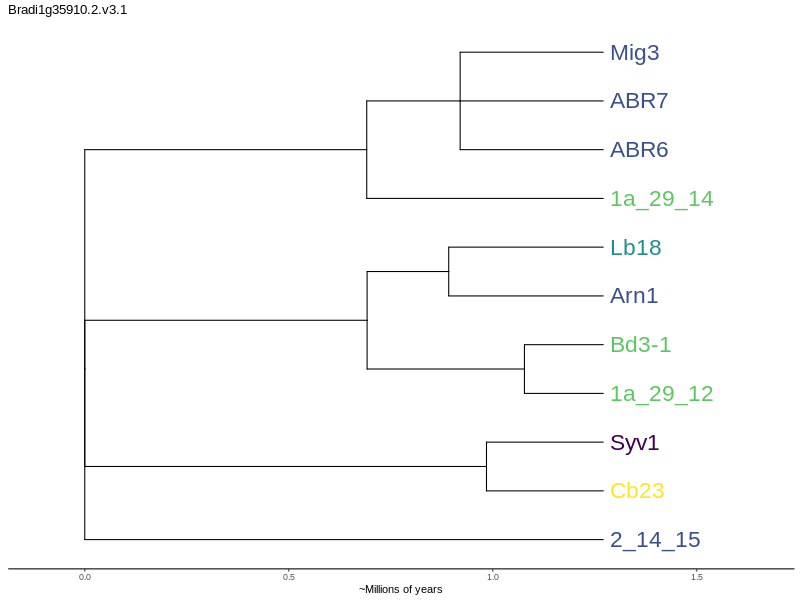 Bradi1g35910.2.v3.1
Mig3
ABR7
ABR6
1a_29_14
Lb18
Arn1
Bd3-1
1a_29_12
Syv1
Cb23
2_14_15
0.0 0.5 1.0 1.5
~Millions of years